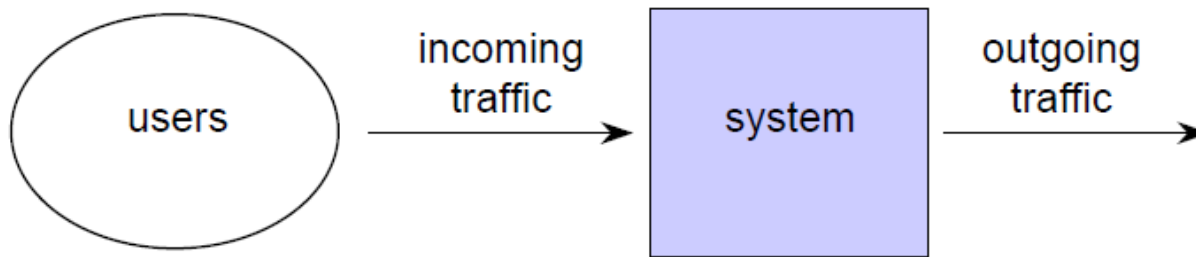 users
incoming
traffic
system
outgoing
traffic